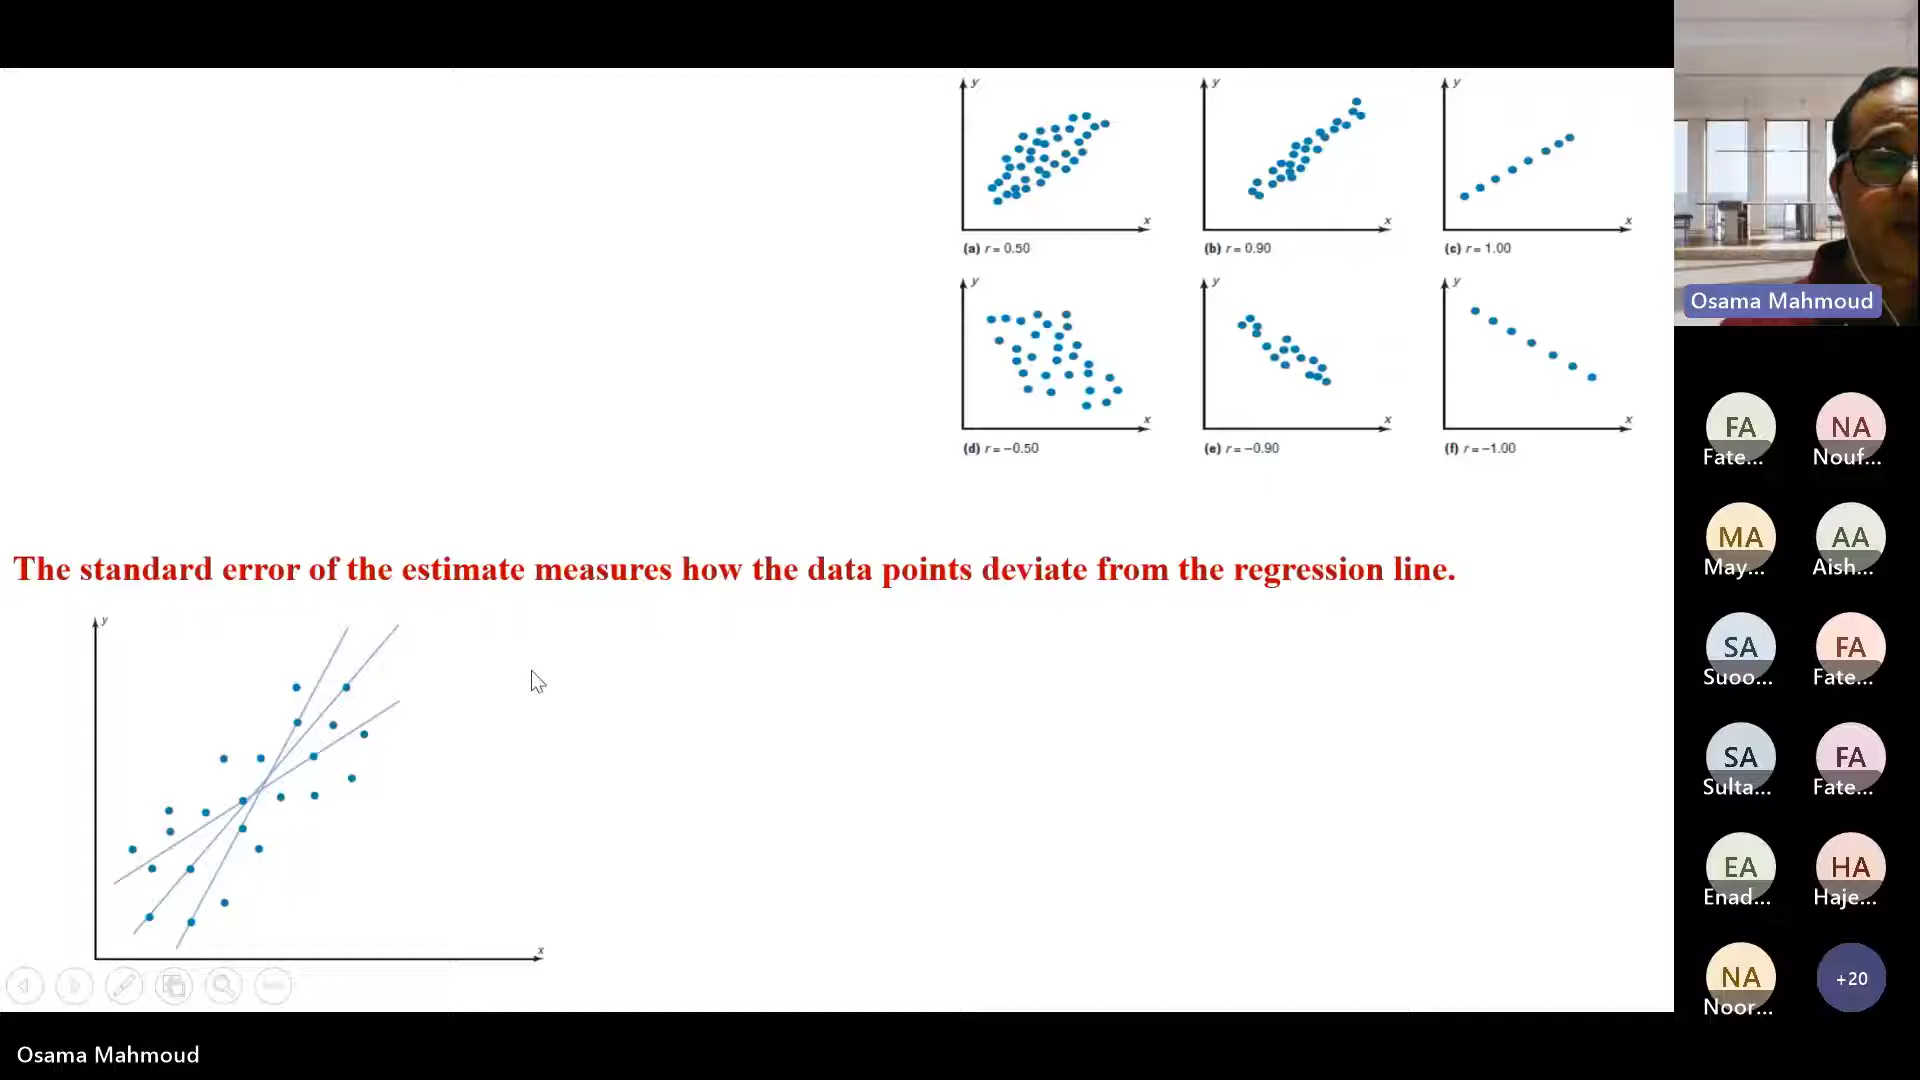 y
y
y
x
x
x
(a) r = 0.50
(b) r = 0.90
(c) r = 1.00
y
y
y
x
x
x
(d) r = −0.50
(e) r = −0.90
(f) r = −1.00
The standard error of the estimate measures how the data points deviate from the regression line.
y
x
Osama Mahmoud
Osama Mahmoud
FA
NA
Fate...
Nouf...
MA
AA
May...
Aish...
SA
FA
Suoo...
Fate...
SA
FA
Sulta...
Fate...
EA
HA
Enad...
Haje...
NA
+20
Noor...